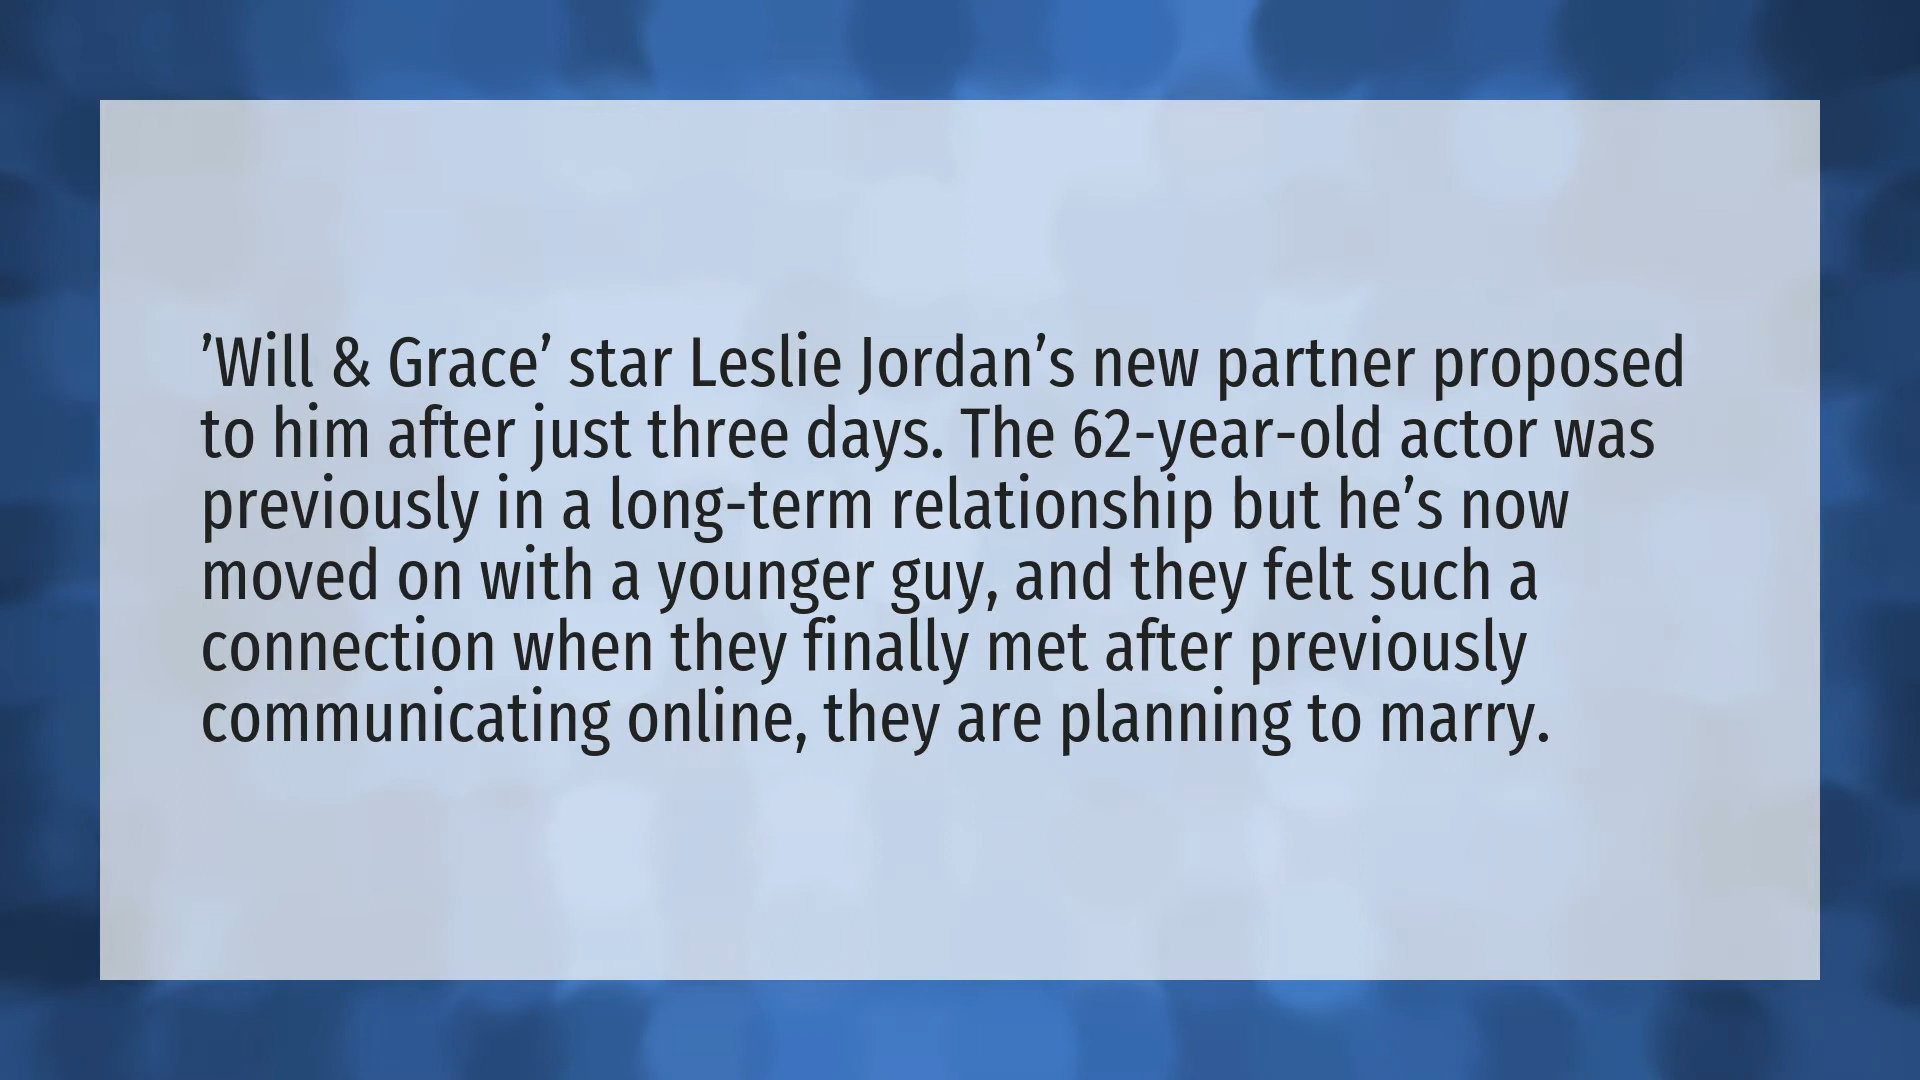 ’Will & Grace’ star Leslie Jordan’s new partner proposed
to him after just three days. The 62-year-old actor was
previously in a long-term relationship but he’s now
moved on with a younger guy, and they felt such a
connection when they finally met after previously
communicating online, they are planning to marry.